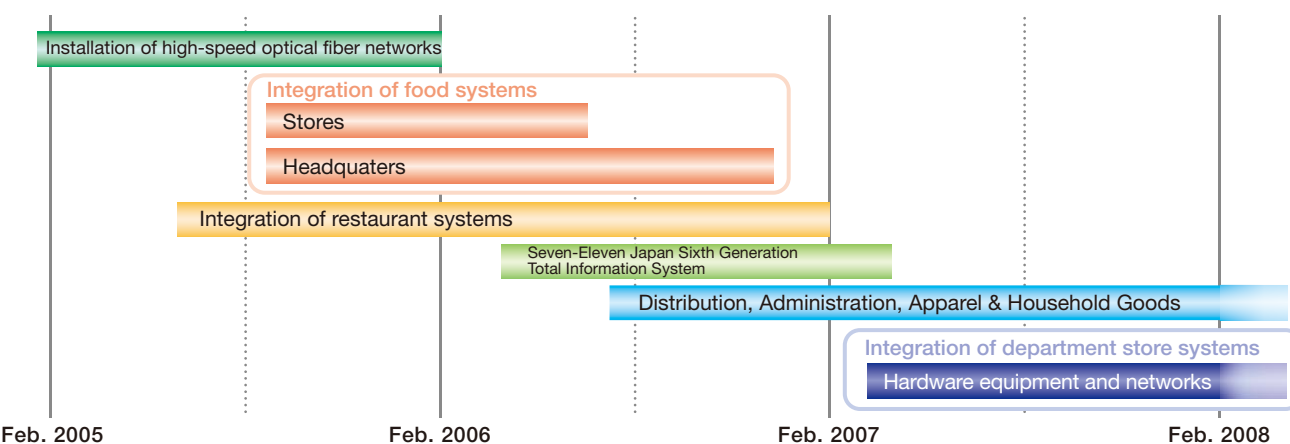 Installation of high-speed optical fiber networks
Integration of food systems
Stores
Headquaters
Integration of restaurant systems
Seven-Eleven Japan Sixth Generation
Total Information System
Distribution, Administration, Apparel & Household Goods
Integration of department store systems
Hardware equipment and networks
Feb. 2005
Feb. 2006
Feb. 2007
Feb. 2008